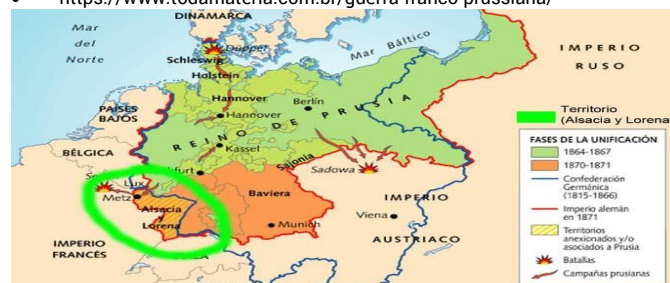 • https://www.todamateria.com.br/guerra-franco-prussiana/
DINAMARCA
Mar
del
Norte
Düppel
Mar Báltico
Schleswig
Holstein
IMPERIO
RUSO
Hannover
Hannover
Berlín
PAÍSES
BAJOS
REINO DE PRUSIA
Kassel
BÉLGICA
Sajonia
Sadowa
Lux
Metz
Alsacia
y
Lorena
Baviera
Munich
IMPERIO
AUSTRIACO
Viena
IMPERIO
FRANCÉS
Territorio
(Alsacia y Lorena
FASES DE LA UNIFICACIÓN
1864-1867
1870-1871
Confederación
Germánica
(1815-1866)
Imperio alemán
en 1871
Territorios
anexionados y/o
asociados a Prusia
Batallas
Campañas prusianas